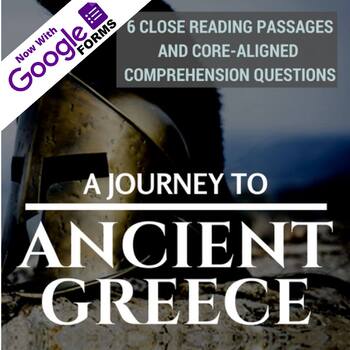 Now With
Google
FORMS
6 CLOSE READING PASSAGES
AND CORE-ALIGNED
COMPREHENSION QUESTIONS
A JOURNEY TO
ANCIENT
GREECE